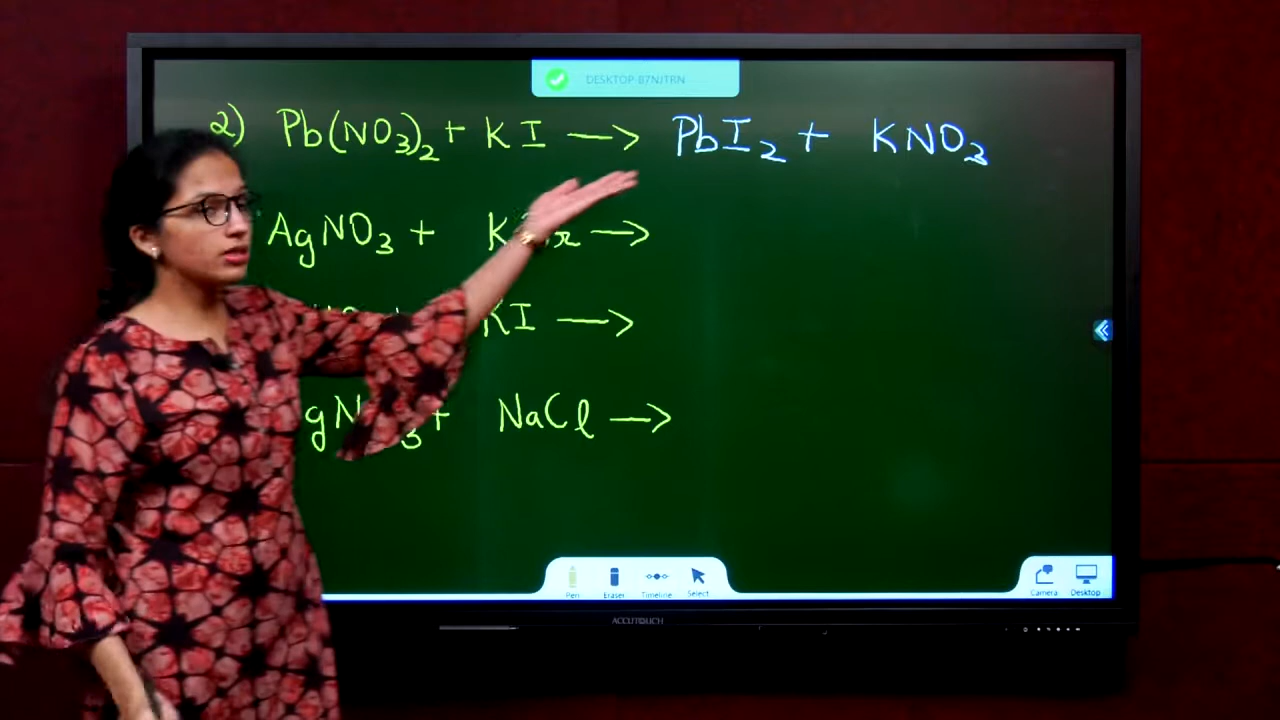 DESKTOP-B7NJTRN
2) Pb(NO3)2 + KI → PbI2 + KNO3
AgNO3 + →
KI →
3 + NaCl →
Pen Eraser Timeline Select
Camera Desktop
ACCUTOUCH